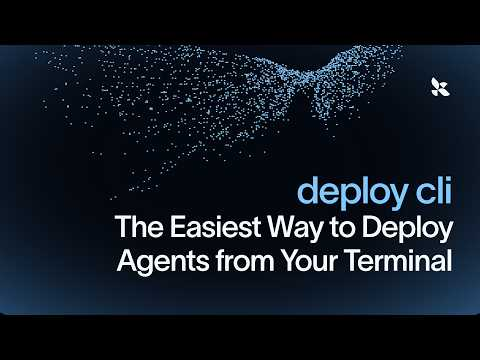 deploy cli
The Easiest Way to Deploy
Agents from Your Terminal